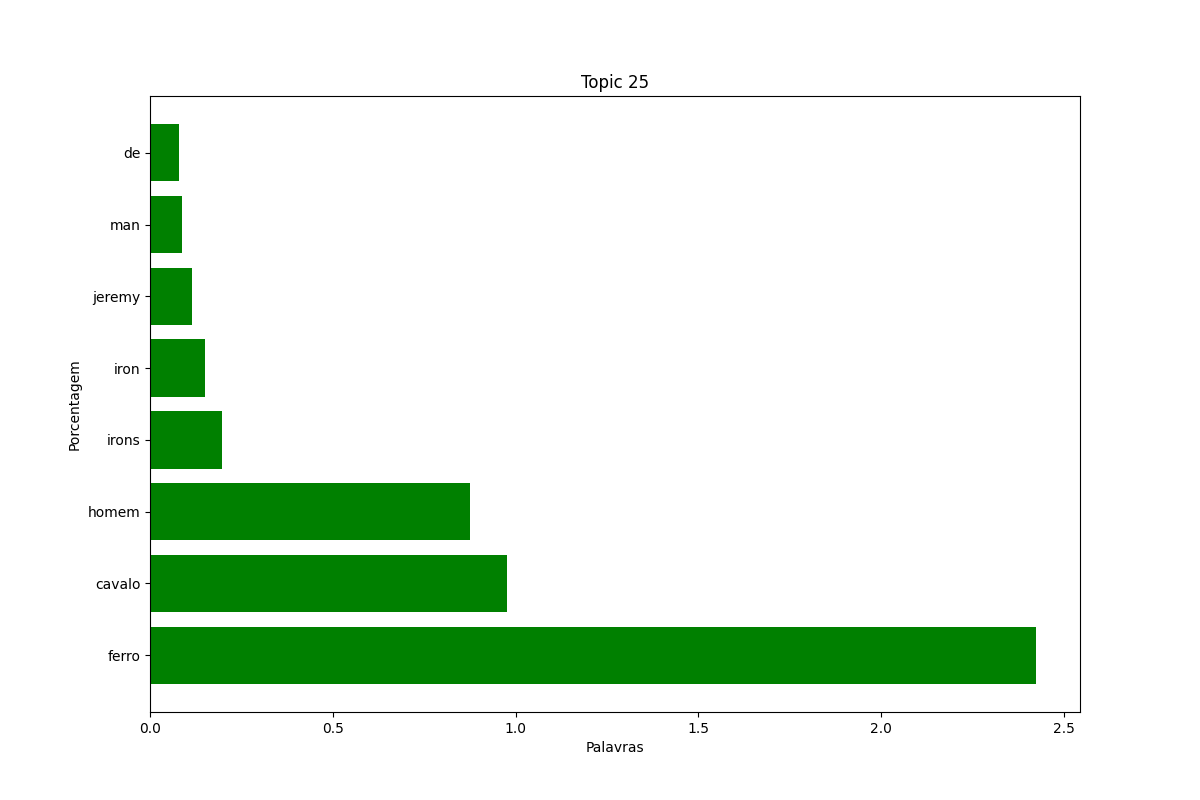 Topic 25
de
man
jeremy
iron
irons
homem
cavalo
ferro
Porcentagem
0.0 0.5 1.0 1.5 2.0 2.5
Palavras